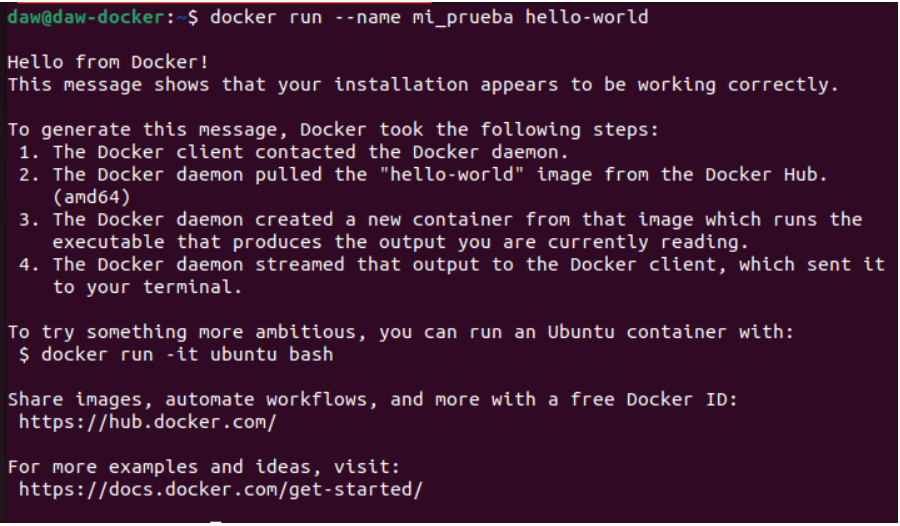 daw@daw-docker:~$ docker run --name mi_prueba hello-world
Hello from Docker!
This message shows that your installation appears to be working correctly.
To generate this message, Docker took the following steps:
1. The Docker client contacted the Docker daemon.
2. The Docker daemon pulled the "hello-world" image from the Docker Hub.
(amd64)
3. The Docker daemon created a new container from that image which runs the
executable that produces the output you are currently reading.
4. The Docker daemon streamed that output to the Docker client, which sent it
to your terminal.
To try something more ambitious, you can run an Ubuntu container with:
$ docker run -it ubuntu bash
Share images, automate workflows, and more with a free Docker ID:
https://hub.docker.com/
For more examples and ideas, visit:
https://docs.docker.com/get-started/